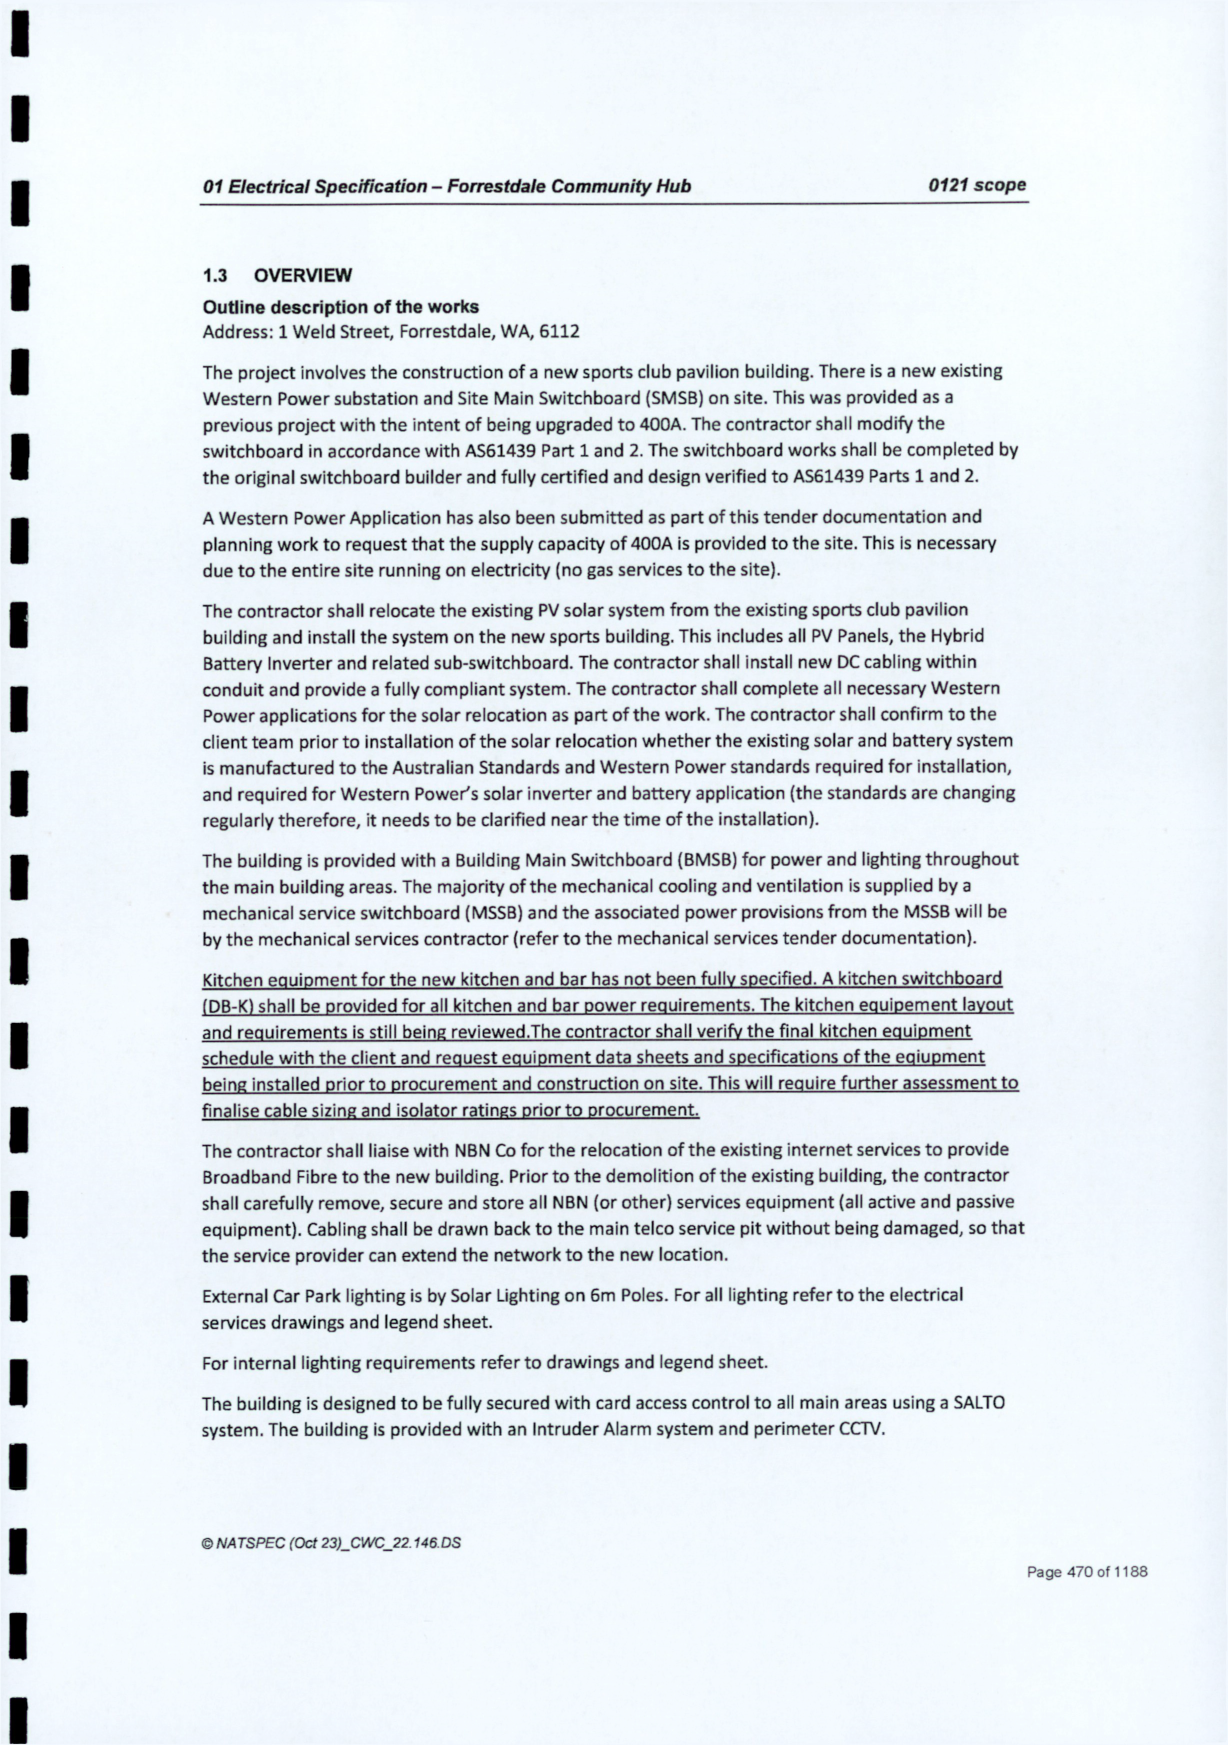 01 Electrical Specification – Forrestdale Community Hub 0121 scope
1.3 OVERVIEW
Outline description of the works
Address: 1 Weld Street, Forrestdale, WA, 6112
The project involves the construction of a new sports club pavilion building. There is a new existing
Western Power substation and Site Main Switchboard (SMSB) on site. This was provided as a
previous project with the intent of being upgraded to 400A. The contractor shall modify the
switchboard in accordance with AS61439 Part 1 and 2. The switchboard works shall be completed by
the original switchboard builder and fully certified and design verified to AS61439 Parts 1 and 2.
A Western Power Application has also been submitted as part of this tender documentation and
planning work to request that the supply capacity of 400A is provided to the site. This is necessary
due to the entire site running on electricity (no gas services to the site).
The contractor shall relocate the existing PV solar system from the existing sports club pavilion
building and install the system on the new sports building. This includes all PV Panels, the Hybrid
Battery Inverter and related sub-switchboard. The contractor shall install new DC cabling within
conduit and provide a fully compliant system. The contractor shall complete all necessary Western
Power applications for the solar relocation as part of the work. The contractor shall confirm to the
client team prior to installation of the solar relocation whether the existing solar and battery system
is manufactured to the Australian Standards and Western Power standards required for installation,
and required for Western Power's solar inverter and battery application (the standards are changing
regularly therefore, it needs to be clarified near the time of the installation).
The building is provided with a Building Main Switchboard (BMSB) for power and lighting throughout
the main building areas. The majority of the mechanical cooling and ventilation is supplied by a
mechanical service switchboard (MSSB) and the associated power provisions from the MSSB will be
by the mechanical services contractor (refer to the mechanical services tender documentation).
Kitchen equipment for the new kitchen and bar has not been fully specified. A kitchen switchboard
(DB-K) shall be provided for all kitchen and bar power requirements. The kitchen equipement layout
and requirements is still being reviewed.The contractor shall verify the final kitchen equipment
schedule with the client and request equipment data sheets and specifications of the eqiupment
being installed prior to procurement and construction on site. This will require further assessment to
finalise cable sizing and isolator ratings prior to procurement.
The contractor shall liaise with NBN Co for the relocation of the existing internet services to provide
Broadband Fibre to the new building. Prior to the demolition of the existing building, the contractor
shall carefully remove, secure and store all NBN (or other) services equipment (all active and passive
equipment). Cabling shall be drawn back to the main telco service pit without being damaged, so that
the service provider can extend the network to the new location.
External Car Park lighting is by Solar Lighting on 6m Poles. For all lighting refer to the electrical
services drawings and legend sheet.
For internal lighting requirements refer to drawings and legend sheet.
The building is designed to be fully secured with card access control to all main areas using a SALTO
system. The building is provided with an Intruder Alarm system and perimeter CCTV.
© NATSPEC (Oct 23)_CWC_22.146.DS
Page 470 of 1188